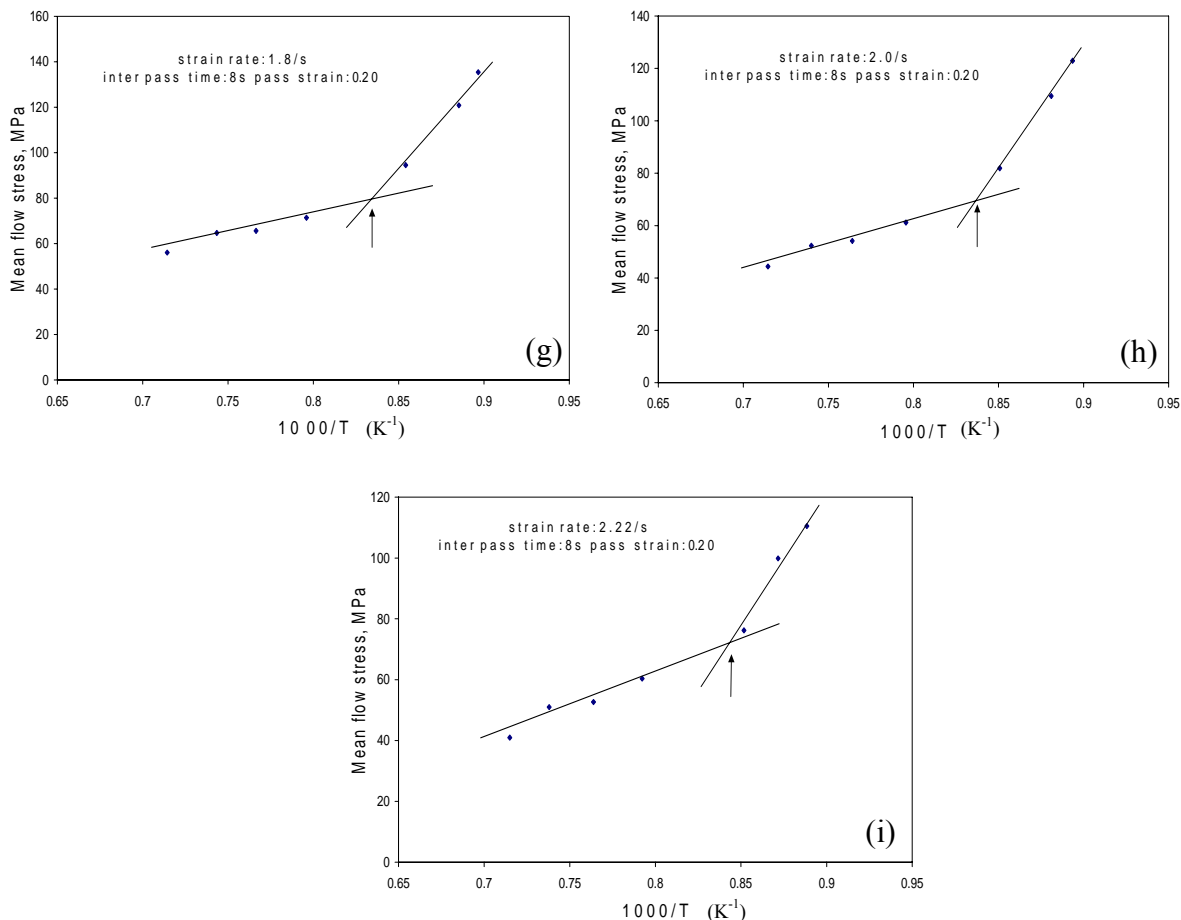 160
140
120
100
80
60
40
20
0
0.65 0.7 0.75 0.8 0.85 0.9 0.95
Mean flow stress, MPa
strain rate:1.8/s
inter pass time:8s pass strain:0.20
10 00/T (K-1)
(g)
140
120
100
80
60
40
20
0
0.65 0.7 0.75 0.8 0.85 0.9 0.95
Mean flow stress, MPa
strain rate:2.0/s
inter pass time:8s pass strain:0.20
1000/T (K-1)
(h)
120
100
80
60
40
20
0
0.65 0.7 0.75 0.8 0.85 0.9 0.95
Mean flow stress, MPa
strain rate:2.22/s
inter pass time:8s pass strain:0.20
1000/T (K-1)
(i)